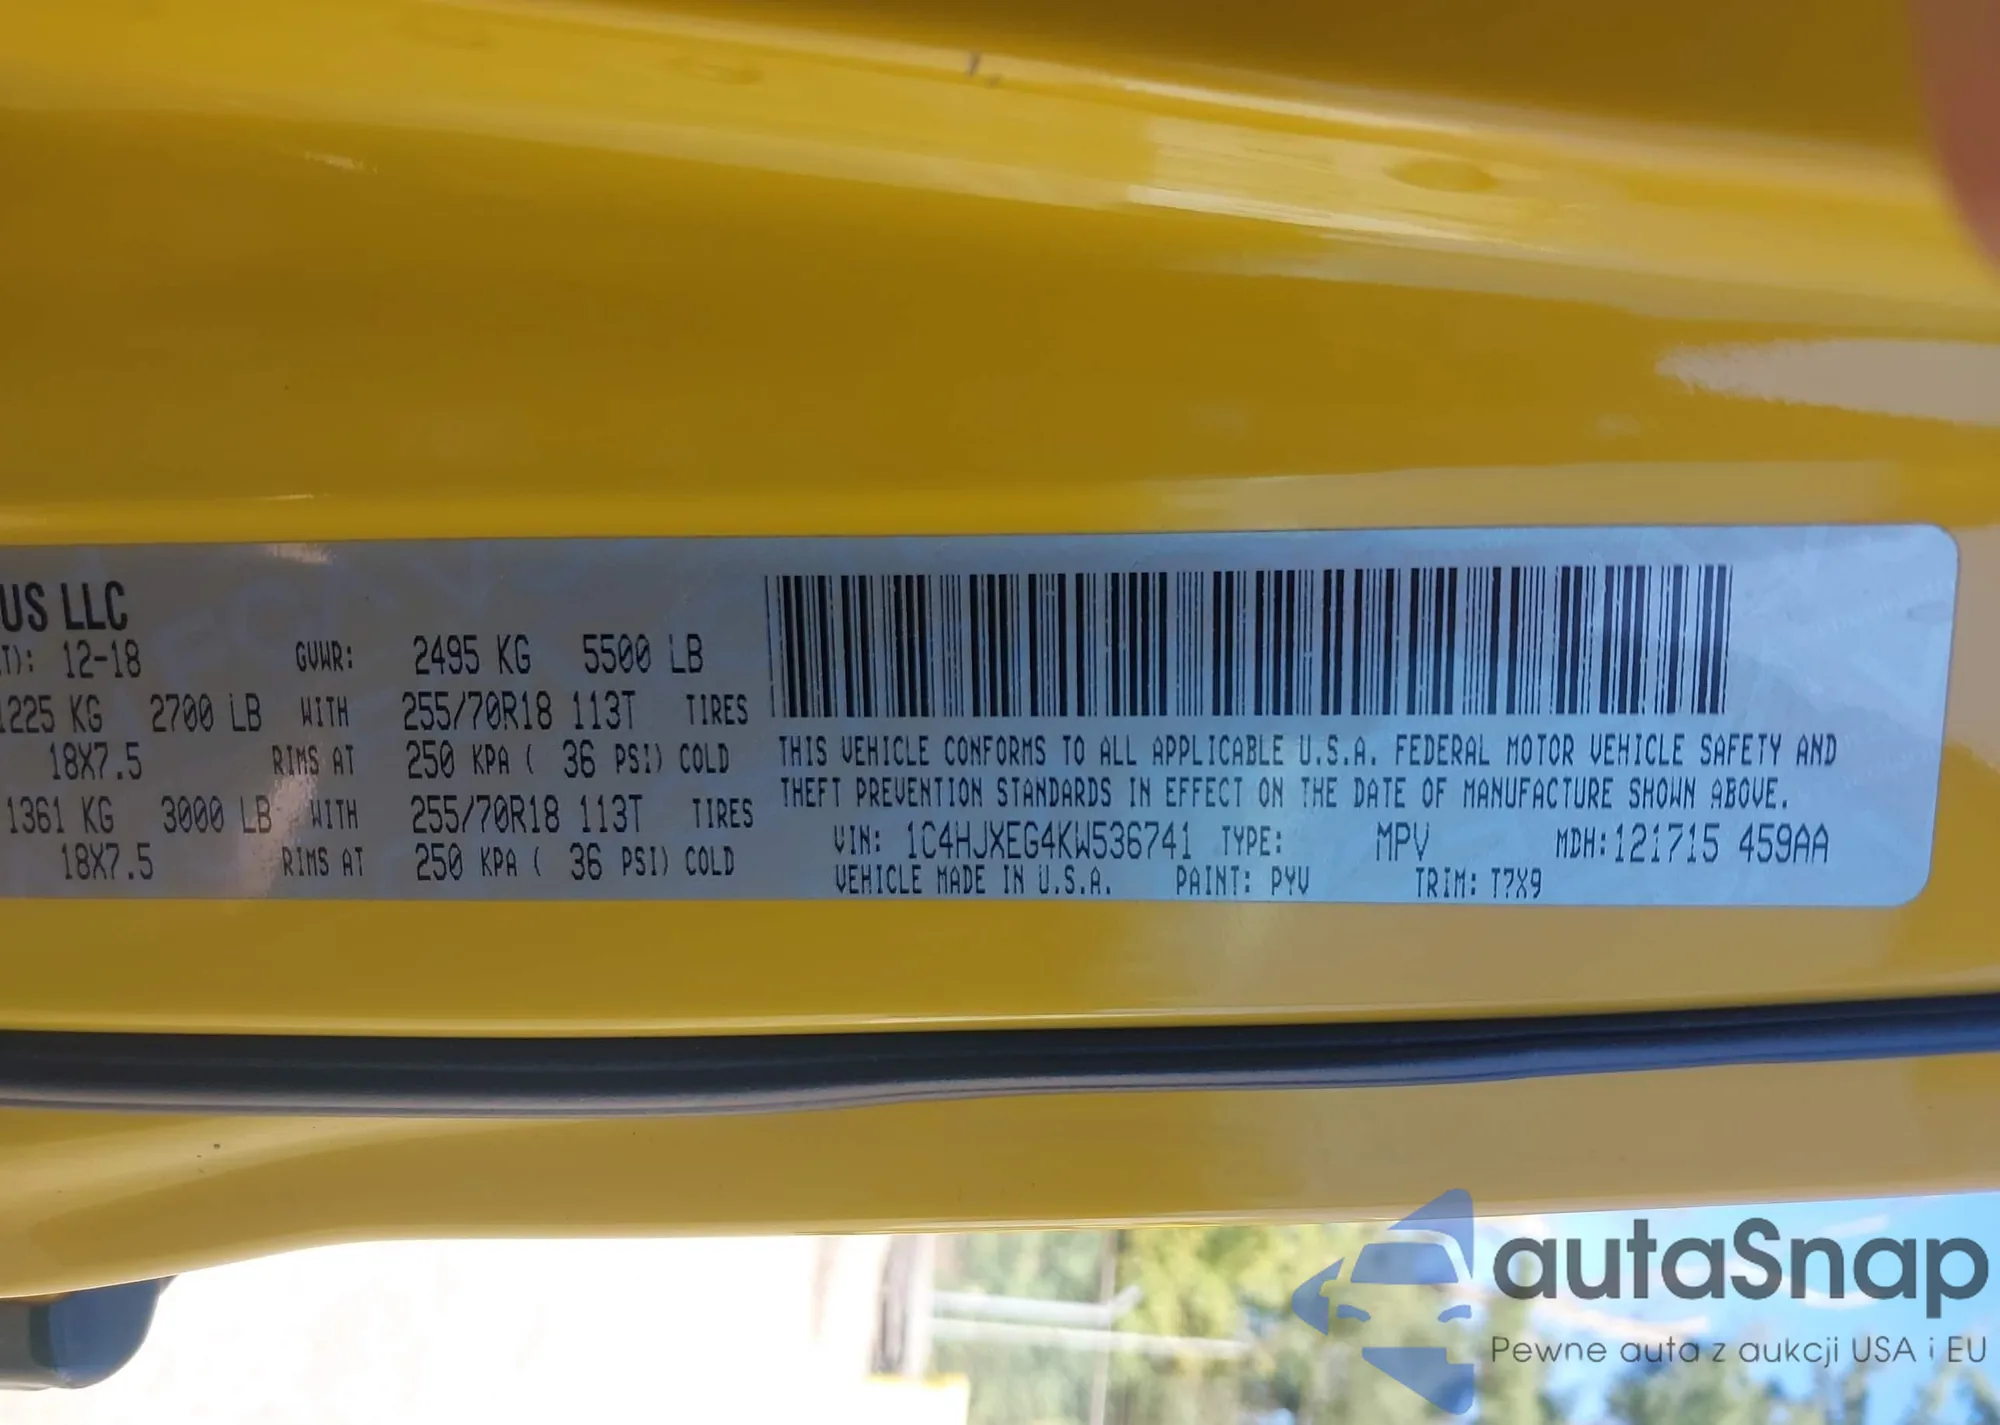 US LLC
T): 12-18 GVWR: 2495 KG 5500 LB
1225 KG 2700 LB WITH 255/70R18 113T TIRES
18X7.5 RIMS AT 250 KPA ( 36 PSI) COLD
1361 KG 3000 LB WITH 255/70R18 113T TIRES
18X7.5 RIMS AT 250 KPA ( 36 PSI) COLD
THIS VEHICLE CONFORMS TO ALL APPLICABLE U.S.A. FEDERAL MOTOR VEHICLE SAFETY AND
THEFT PREVENTION STANDARDS IN EFFECT ON THE DATE OF MANUFACTURE SHOWN ABOVE.
VIN: 1C4HJXEG4KW536741 TYPE: MPV MDH:121715 459AA
VEHICLE MADE IN U.S.A. PAINT: PYV TRIM: T7X9
autaSnap
Pewne auta z aukcji USA i EU